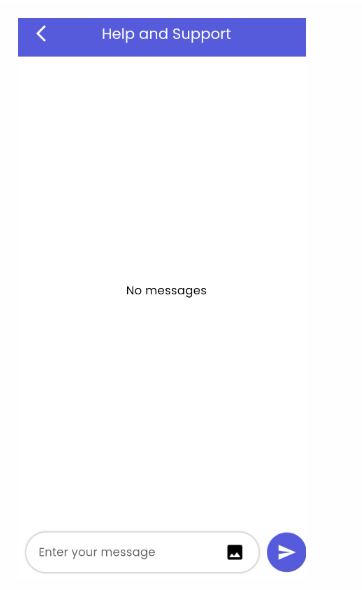 Help and Support
No messages
Enter your message